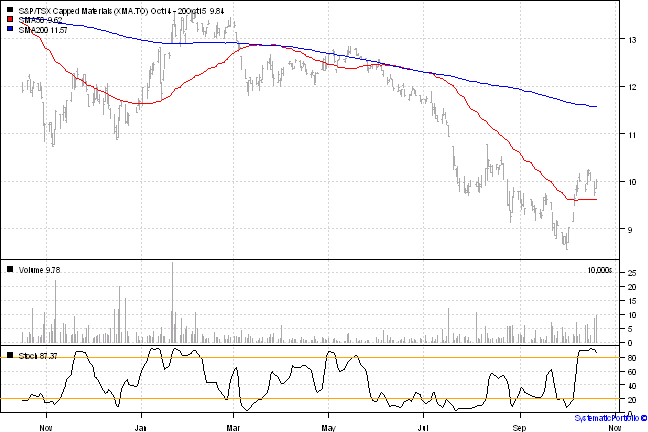 S&P/TSX Capped Materials (XMA.TO) Oct14 - 20Oct15 9.84
SMA50 9.62
SMA200 11.57
13
12
11
10
9
Volume 9.78
10,000s
25
20
15
10
5
0
Stoch 87.37
80
60
40
20
0
Nov
Jan
Mar
May
Jul
Sep
Nov
SystematicPortfolio ©